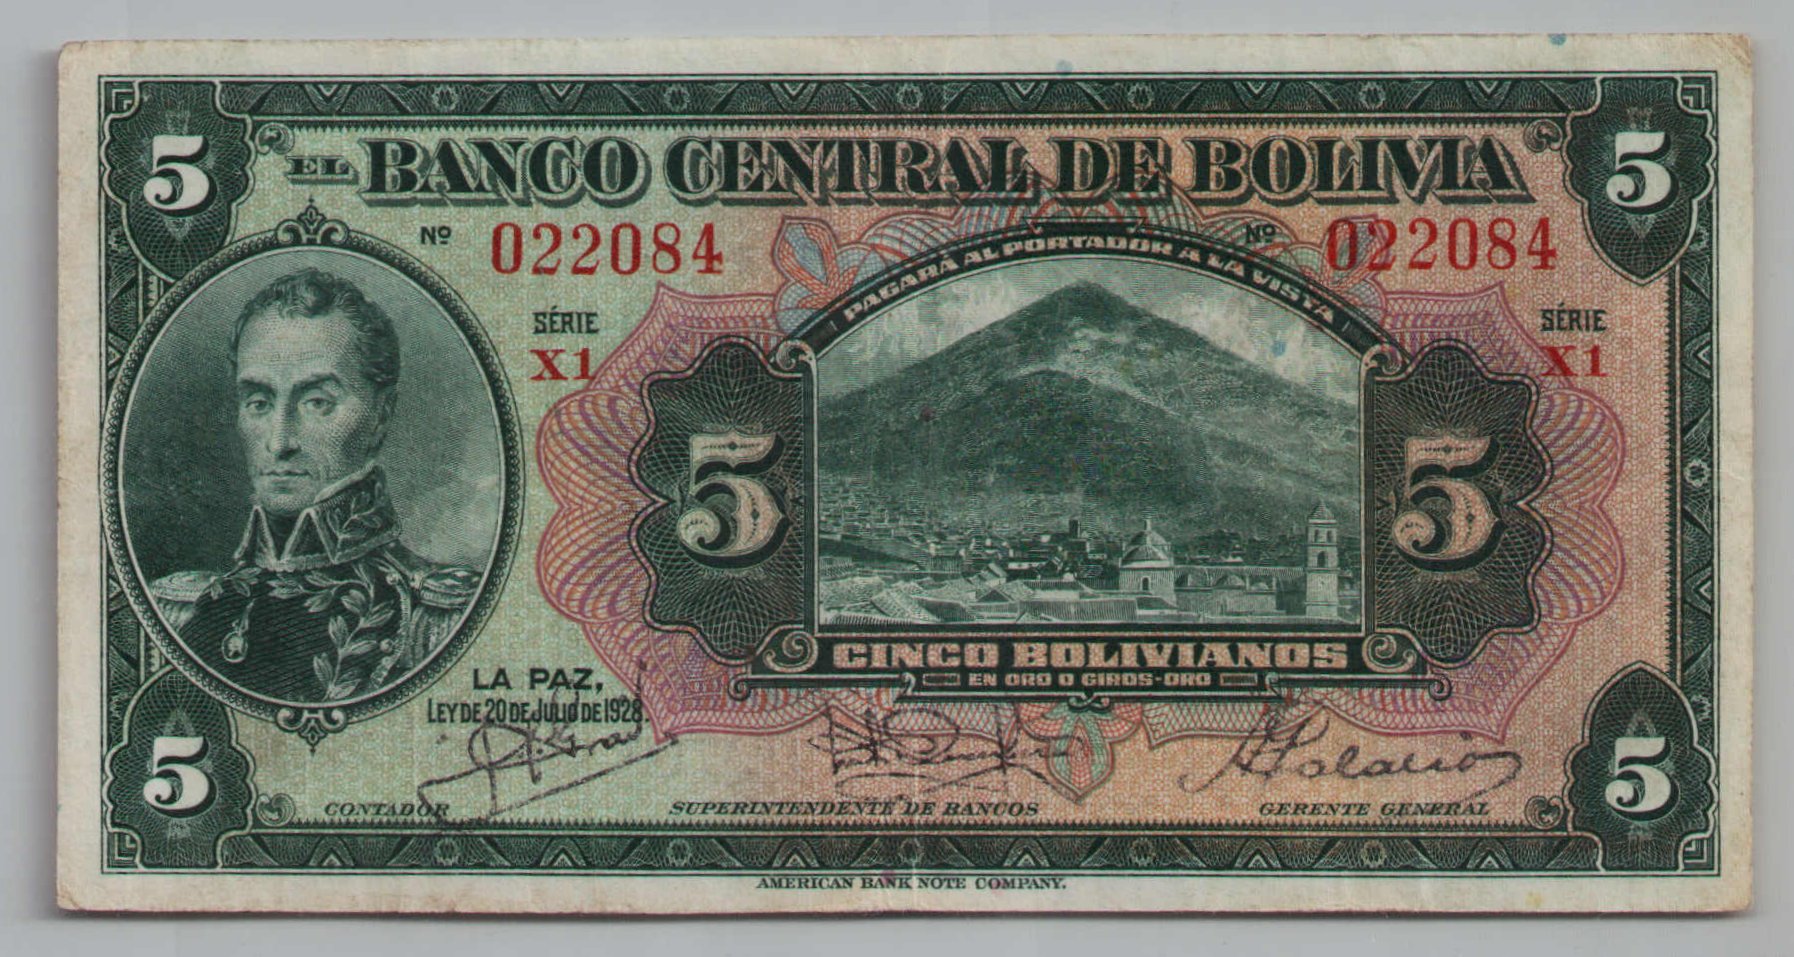 5 5
EL BANCO CENTRAL DE BOLIVIA
Nº 022084 Nº 022084
PAGARÁ AL PORTADOR A LA VISTA
SÉRIE SÉRIE
X1 X1
5 5
CINCO BOLIVIANOS
EN ORO O GIROS-ORO
LA PAZ,
LEY DE 20 DE JULIO DE 1928.
A Palacios
5 5
CONTADOR SUPERINTENDENTE DE BANCOS GERENTE GENERAL
AMERICAN BANK NOTE COMPANY.